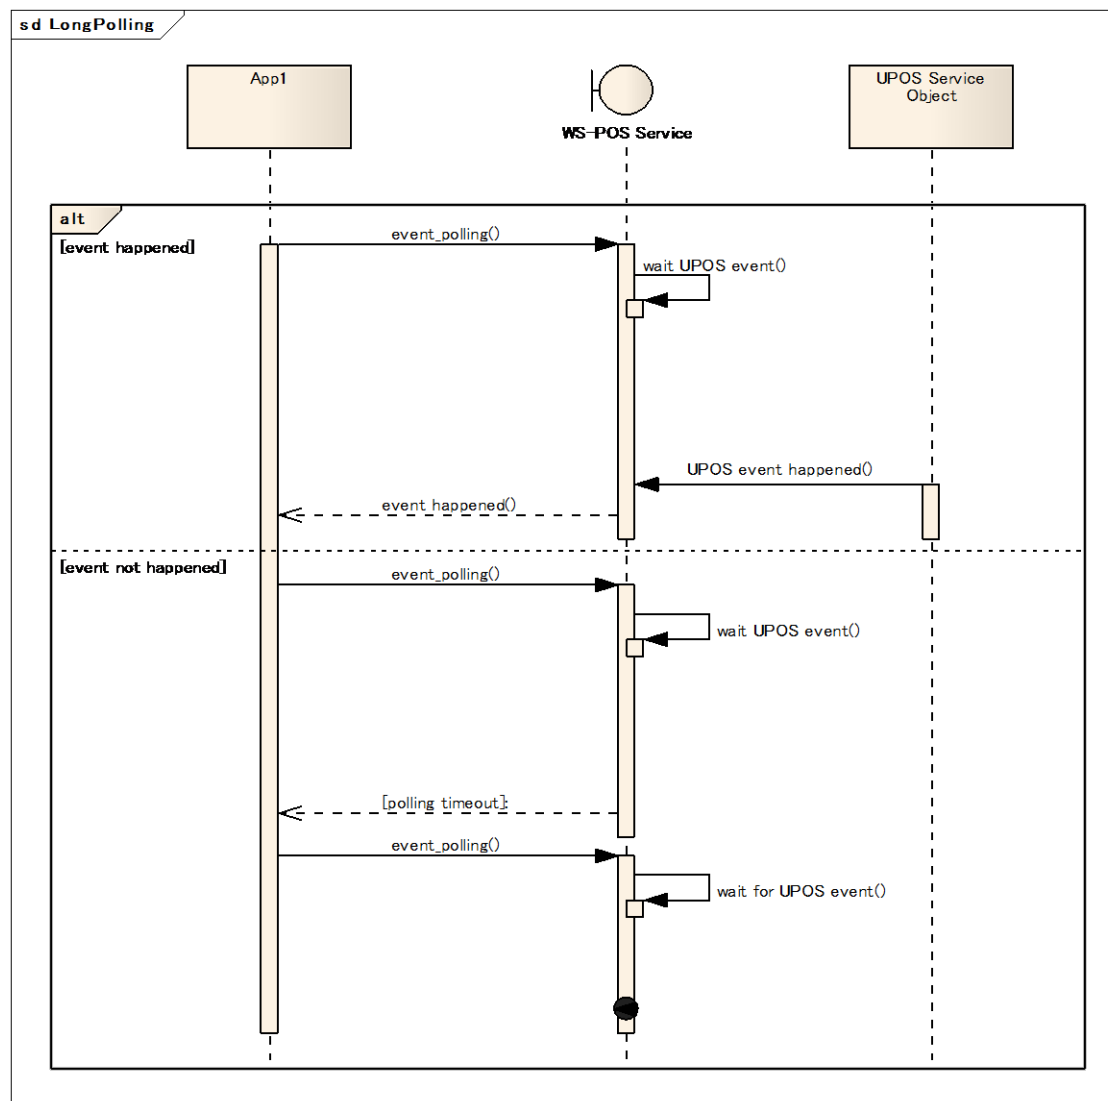 sd LongPolling
App1
WS-POS Service
UPOS Service
Object
alt
[event happened]
event_polling()
wait UPOS event()
UPOS event happened()
event happened()
[event not happened]
event_polling()
wait UPOS event()
[polling timeout]:
event_polling()
wait for UPOS event()